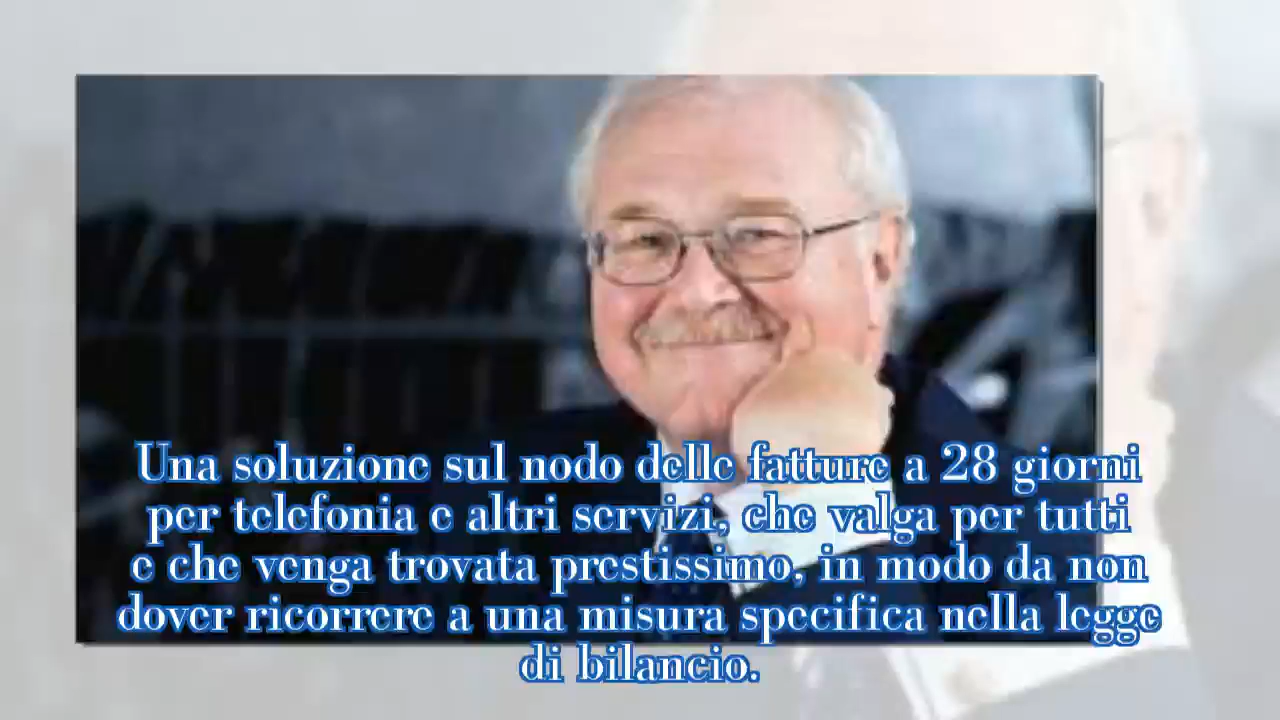 Una soluzione sul nodo delle fatture a 28 giorni
per telefonia e altri servizi, che valga per tutti
e che venga trovata prestissimo, in modo da non
dover ricorrere a una misura specifica nella legge
di bilancio.